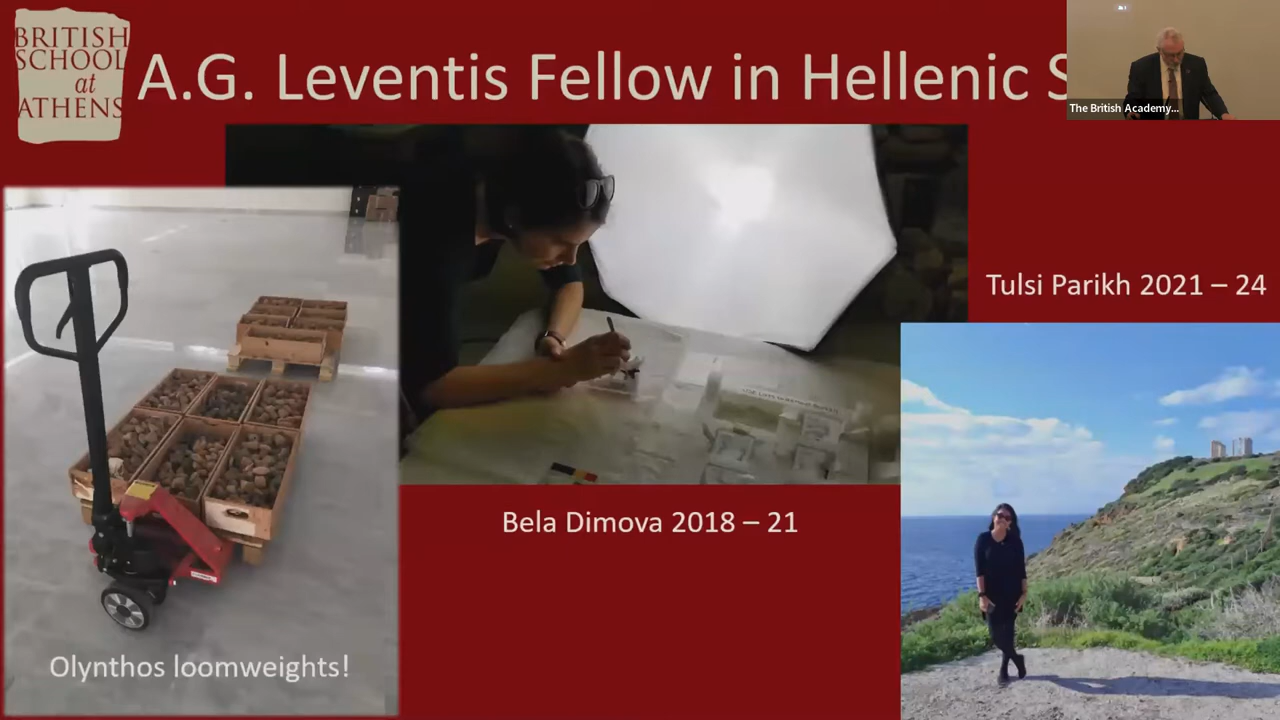 BRITISH
SCHOOL
at
ATHENS
A.G. Leventis Fellow in Hellenic S
The British Academy...
Tulsi Parikh 2021 – 24
Bela Dimova 2018 – 21
Olynthos loomweights!